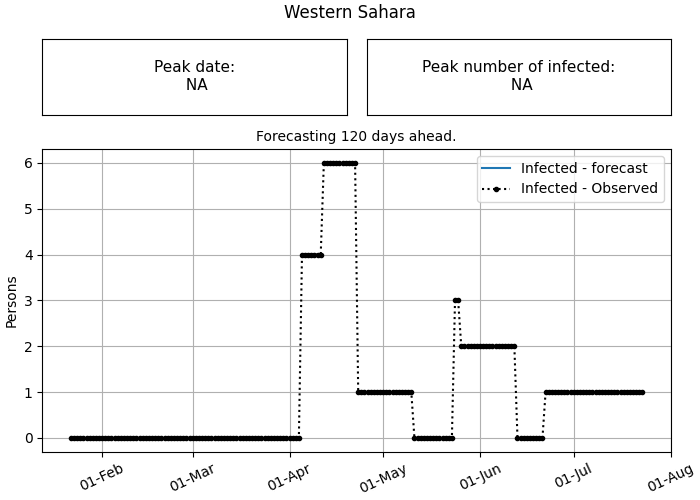 Western Sahara
Peak date:
NA
Peak number of infected:
NA
Forecasting 120 days ahead.
Infected - forecast
Infected - Observed
Persons
6
5
4
3
2
1
0
01-Feb
01-Mar
01-Apr
01-May
01-Jun
01-Jul
01-Aug